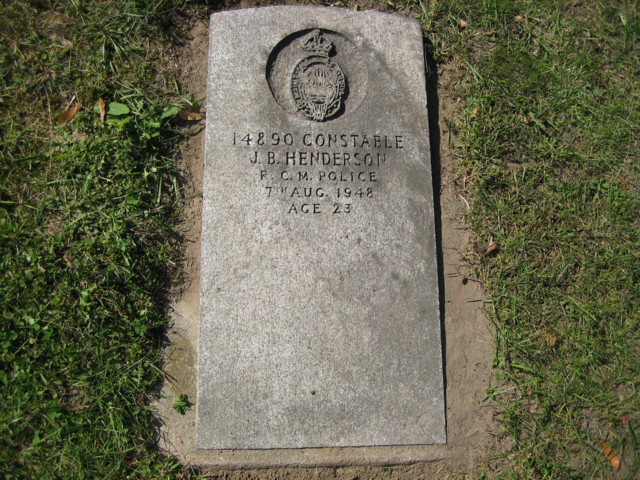 14890 CONSTABLE
J. B. HENDERSON
R. C. M. POLICE
7TH AUG. 1948
AGE 23